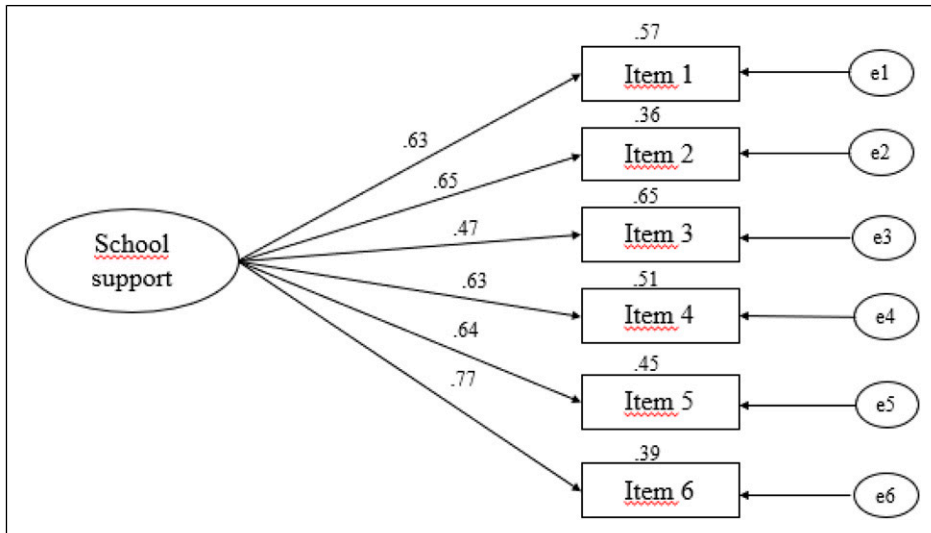 .57
Item 1
e1
.63
.36
Item 2
e2
.65
.65
Item 3
e3
.47
School
support
.51
Item 4
e4
.63
.64
.45
Item 5
e5
.77
.39
Item 6
e6